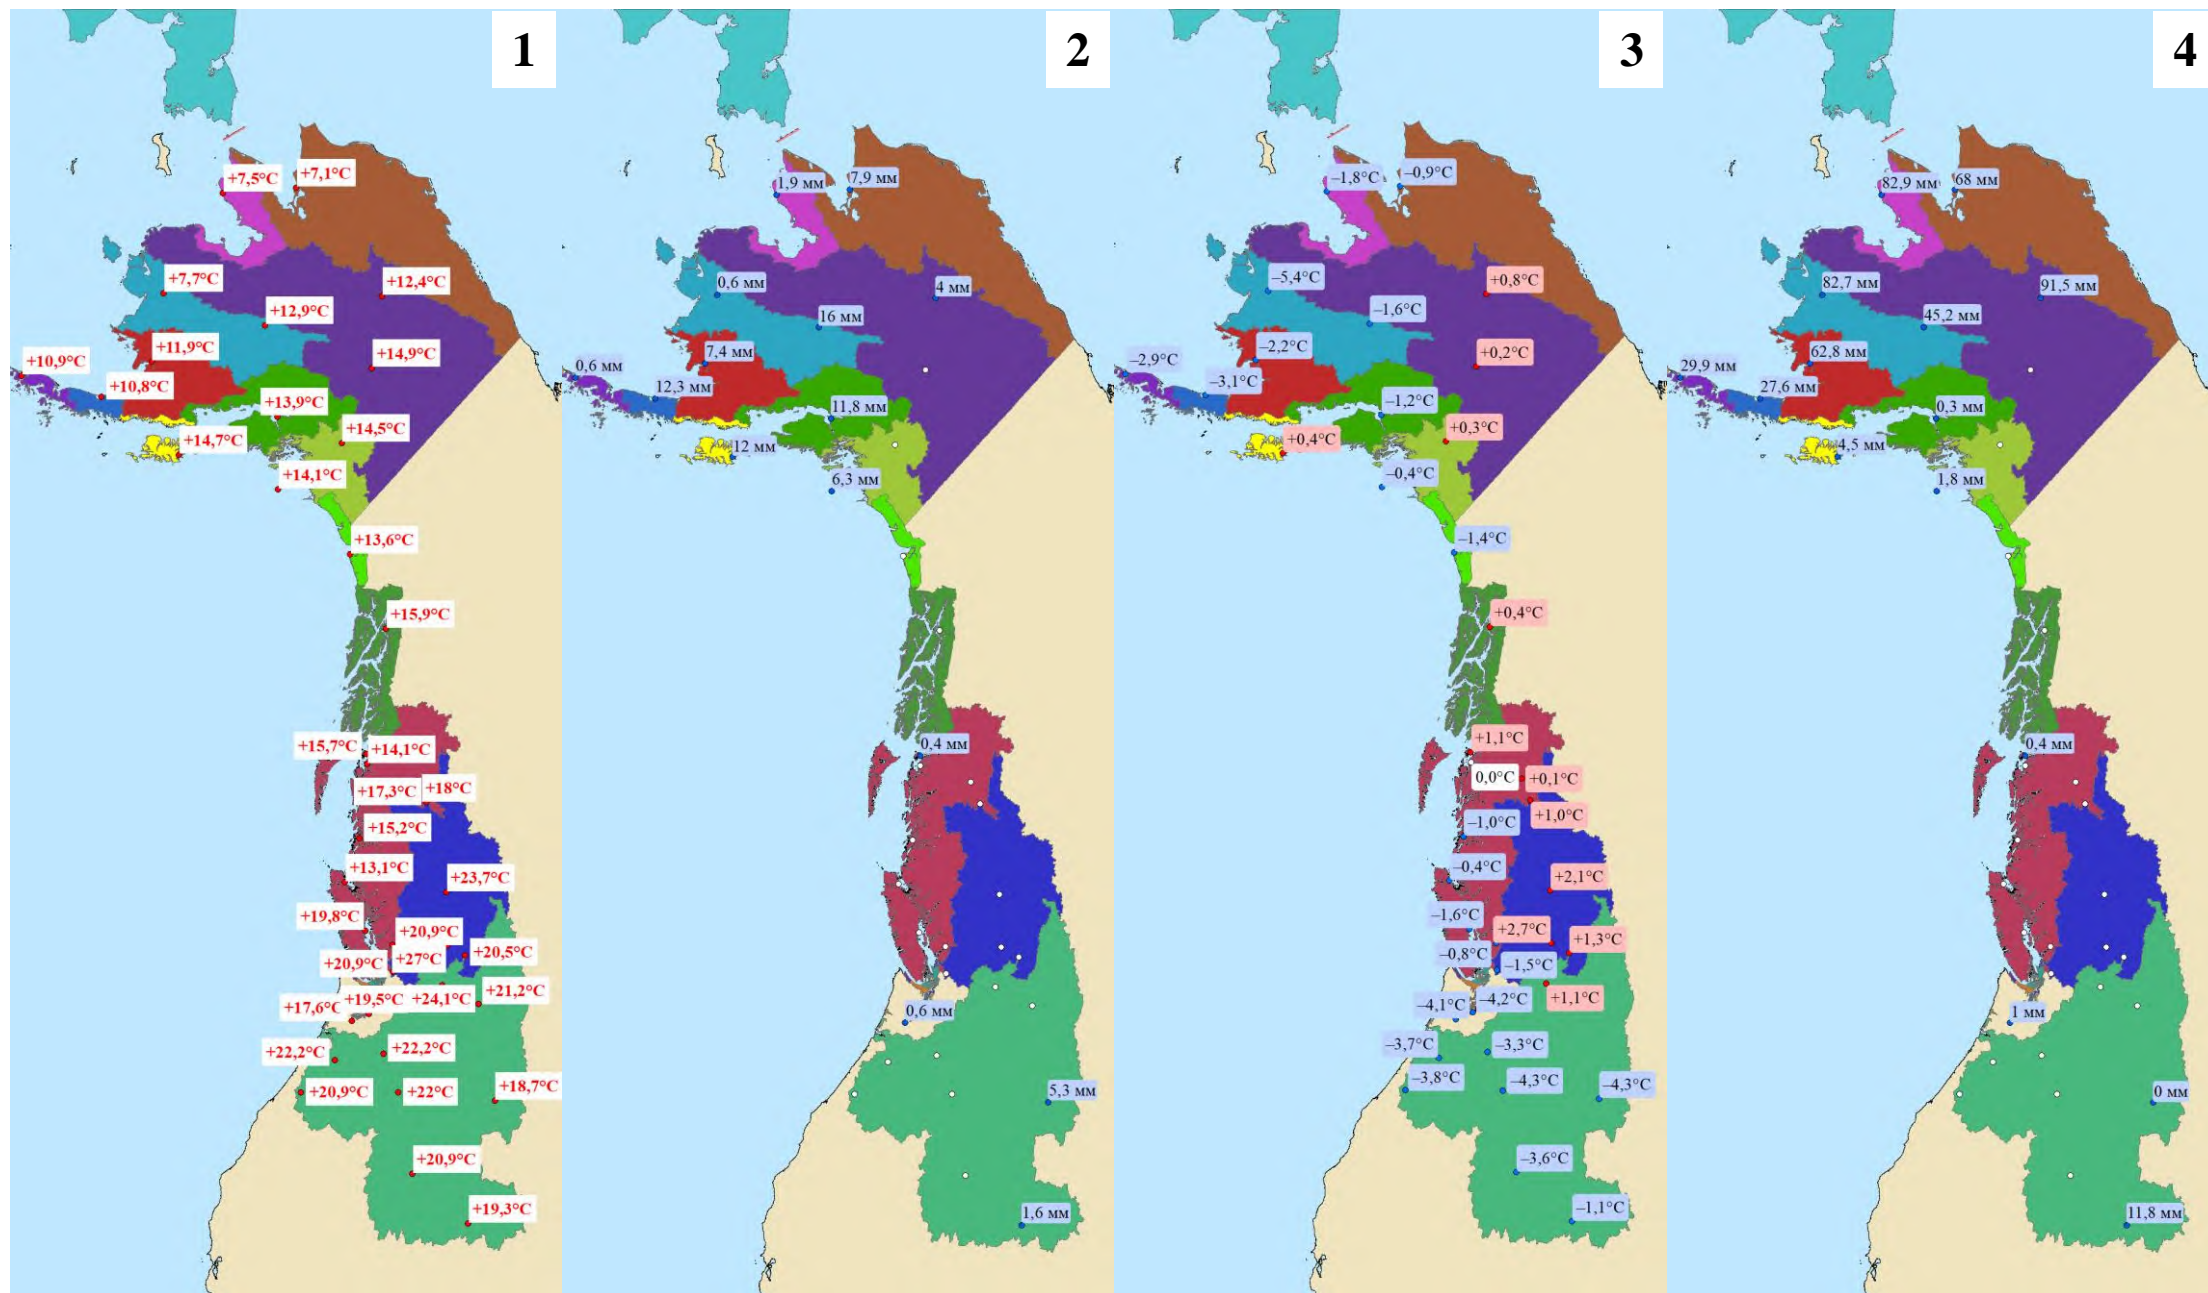 1
+7,5°C
+7,1°C
+7,7°C
+12,4°C
+12,9°C
+11,9°C
+14,9°C
+10,9°C
+10,8°C
+13,9°C
+14,7°C
+14,5°C
+14,1°C
+13,6°C
+15,9°C
+15,7°C
+14,1°C
+17,3°C
+18°C
+15,2°C
+13,1°C
+23,7°C
+19,8°C
+20,9°C
+20,9°C
+27°C
+20,5°C
+17,6°C
+19,5°C
+24,1°C
+21,2°C
+22,2°C
+22,2°C
+20,9°C
+22°C
+18,7°C
+20,9°C
+19,3°C
2
1,9 мм
7,9 мм
0,6 мм
4 мм
16 мм
7,4 мм
0,6 мм
12,3 мм
11,8 мм
12 мм
6,3 мм
0,4 мм
0,6 мм
5,3 мм
1,6 мм
3
–1,8°C
–0,9°C
–5,4°C
+0,8°C
–1,6°C
–2,2°C
+0,2°C
–2,9°C
–3,1°C
–1,2°C
+0,4°C
+0,3°C
–0,4°C
–1,4°C
+0,4°C
+1,1°C
0,0°C
+0,1°C
+1,0°C
–1,0°C
–0,4°C
+2,1°C
–1,6°C
+2,7°C
+1,3°C
–0,8°C
–1,5°C
–4,1°C
–4,2°C
+1,1°C
–3,7°C
–3,3°C
–3,8°C
–4,3°C
–4,3°C
–3,6°C
–1,1°C
4
82,9 мм
68 мм
82,7 мм
91,5 мм
45,2 мм
62,8 мм
29,9 мм
27,6 мм
0,3 мм
4,5 мм
1,8 мм
0,4 мм
1 мм
0 мм
11,8 мм